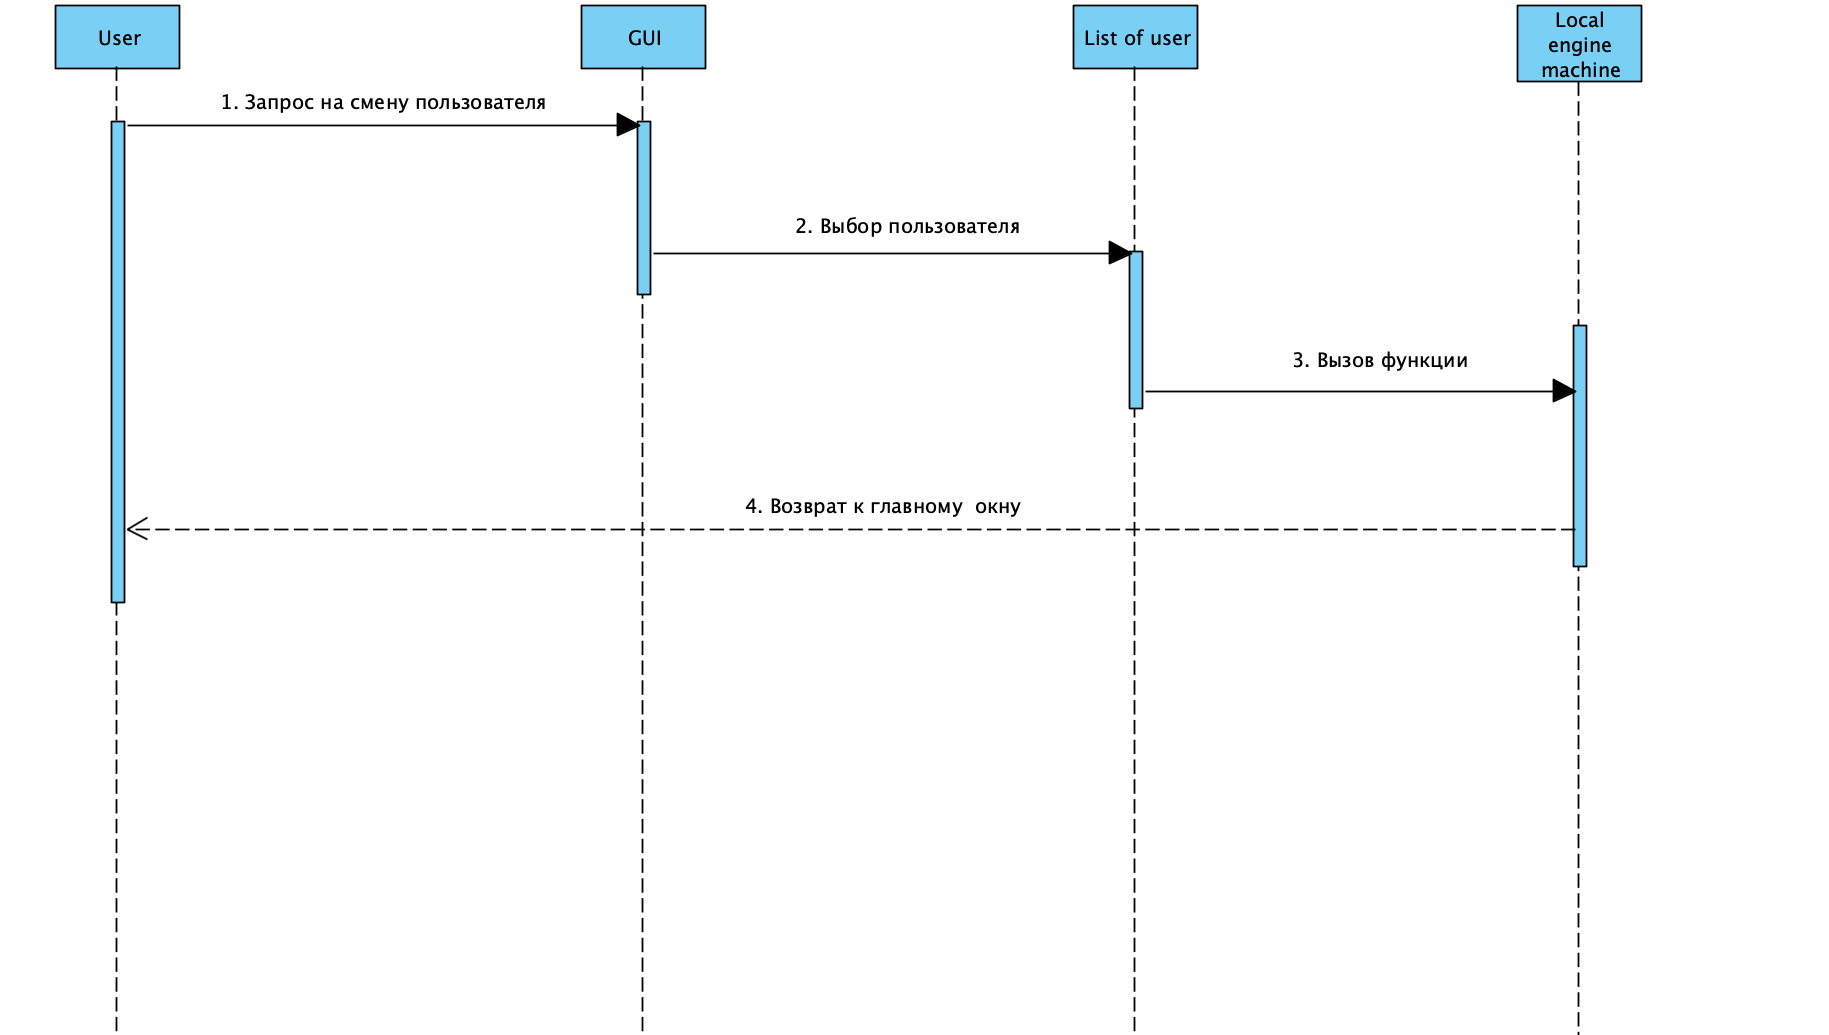 User
GUI
List of user
Local
engine
machine
1. Запрос на смену пользователя
2. Выбор пользователя
3. Вызов функции
4. Возврат к главному  окну